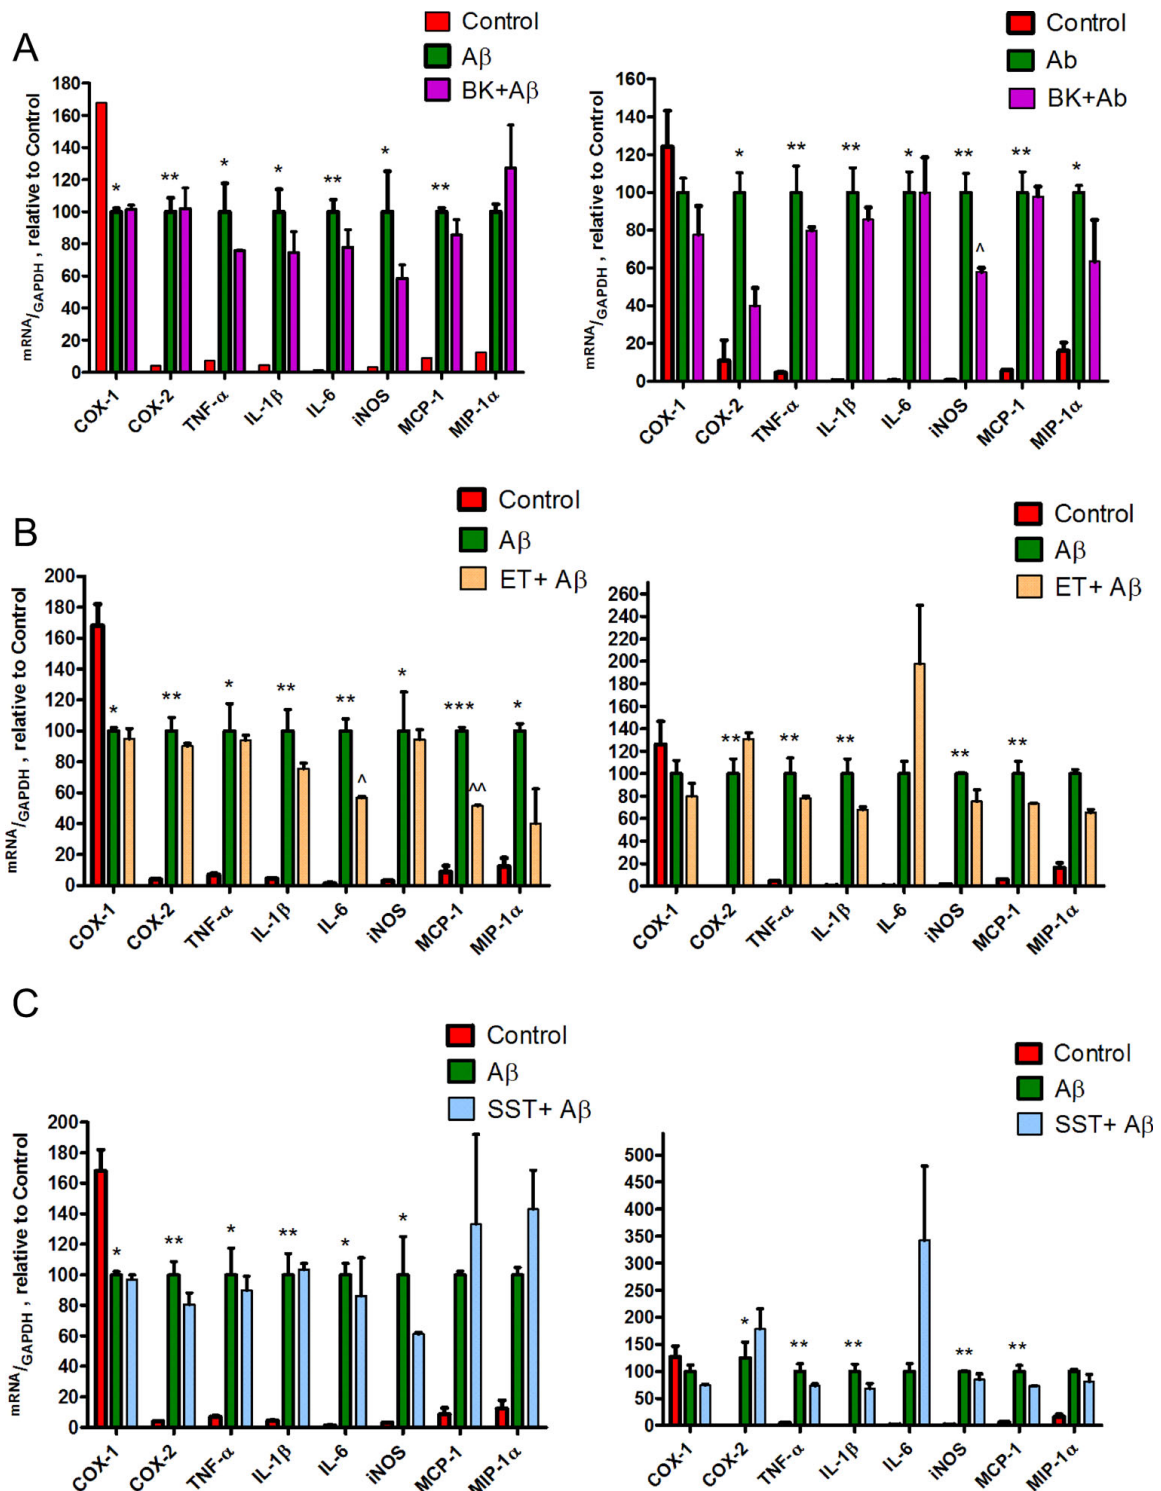 A
Control
Aβ
BK+Aβ
mRNA/GAPDH , relative to Control
180
160
140
120
100
80
60
40
20
0
* ** * * ** * **
COX-1 COX-2 TNF-α IL-1β IL-6 iNOS MCP-1 MIP-1α
Control
Ab
BK+Ab
mRNA/GAPDH , relative to Control
160
140
120
100
80
60
40
20
0
* ** ** * ** ** *
^
COX-1 COX-2 TNF-α IL-1β IL-6 iNOS MCP-1 MIP-1α
B
Control
Aβ
ET+ Aβ
mRNA/GAPDH , relative to Control
200
180
160
140
120
100
80
60
40
20
0
* ** * ** ** * *** *
^ ^^
COX-1 COX-2 TNF-α IL-1β IL-6 iNOS MCP-1 MIP-1α
Control
Aβ
ET+ Aβ
260
240
220
200
180
160
140
120
100
80
60
40
20
0
** ** ** ** **
COX-1 COX-2 TNF-α IL-1β IL-6 iNOS MCP-1 MIP-1α
C
Control
Aβ
SST+ Aβ
mRNA/GAPDH , relative to Control
200
180
160
140
120
100
80
60
40
20
0
* ** * ** * *
COX-1 COX-2 TNF-α IL-1β IL-6 iNOS MCP-1 MIP-1α
Control
Aβ
SST+ Aβ
500
450
400
350
300
250
200
150
100
50
0
* ** ** ** **
COX-1 COX-2 TNF-α IL-1β IL-6 iNOS MCP-1 MIP-1α